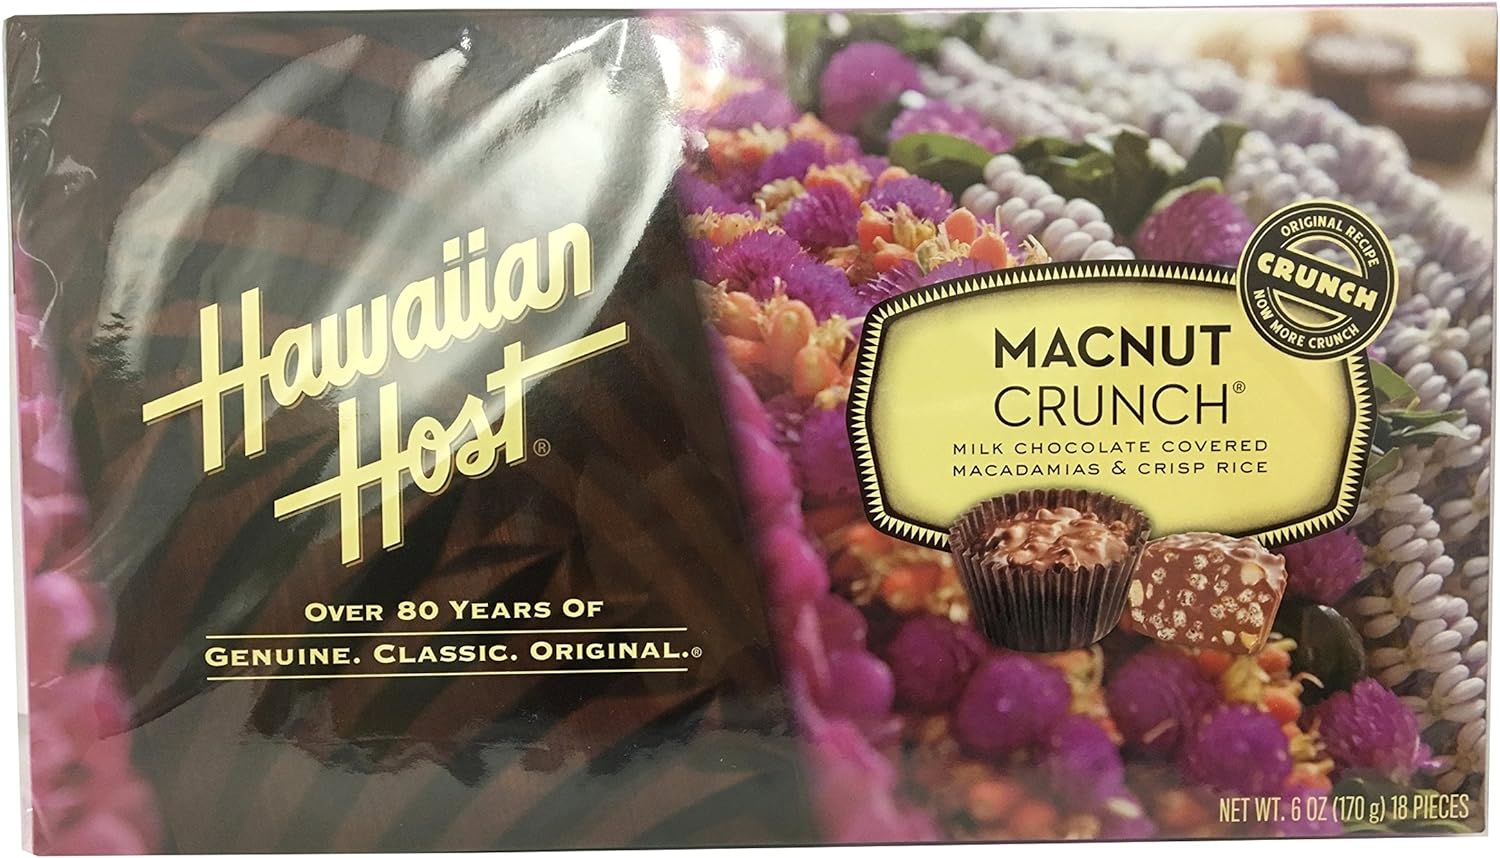 Hawaiian
Host®
OVER 80 YEARS OF
GENUINE. CLASSIC. ORIGINAL.®
ORIGINAL RECIPE
CRUNCH
NOW MORE CRUNCH
MACNUT
CRUNCH®
MILK CHOCOLATE COVERED
MACADAMIAS & CRISP RICE
NET WT. 6 OZ (170 g) 18 PIECES